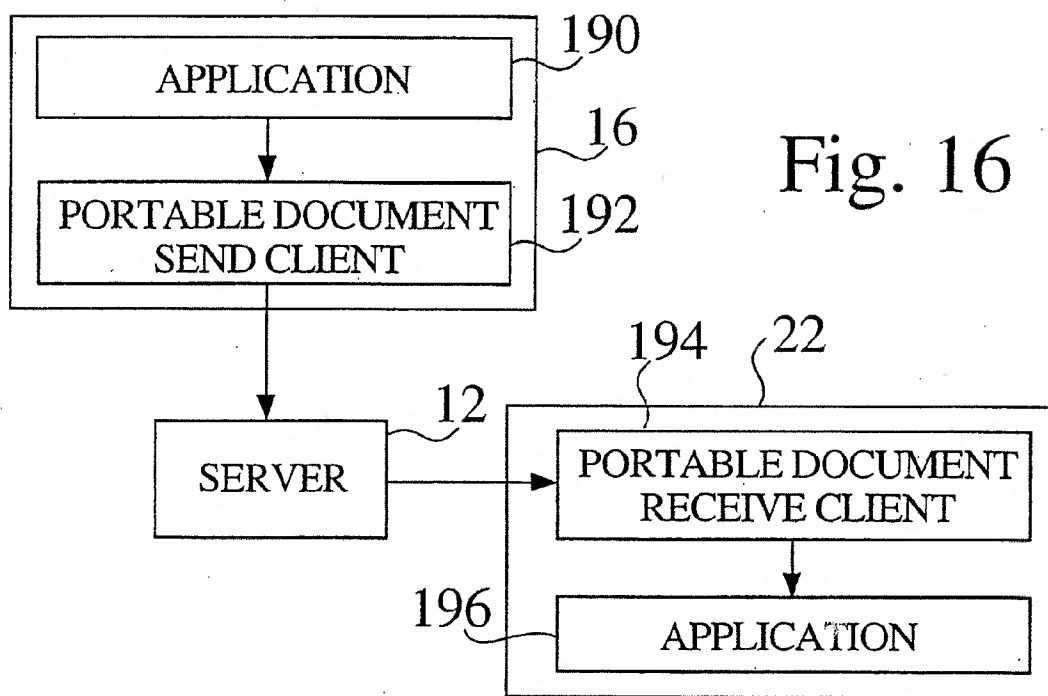 190
APPLICATION
16
Fig. 16
PORTABLE DOCUMENT
SEND CLIENT
192
12
194
22
SERVER
PORTABLE DOCUMENT
RECEIVE CLIENT
196
APPLICATION